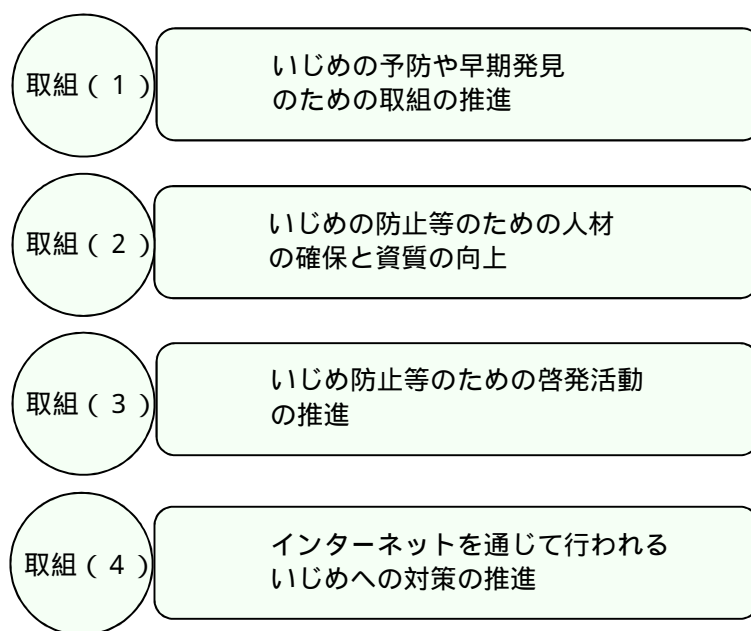 取組(1)
いじめの予防や早期発見
のための取組の推進
取組(2)
いじめの防止等のための人材
の確保と資質の向上
取組(3)
いじめ防止等のための啓発活動
の推進
取組(4)
インターネットを通じて行われる
いじめへの対策の推進